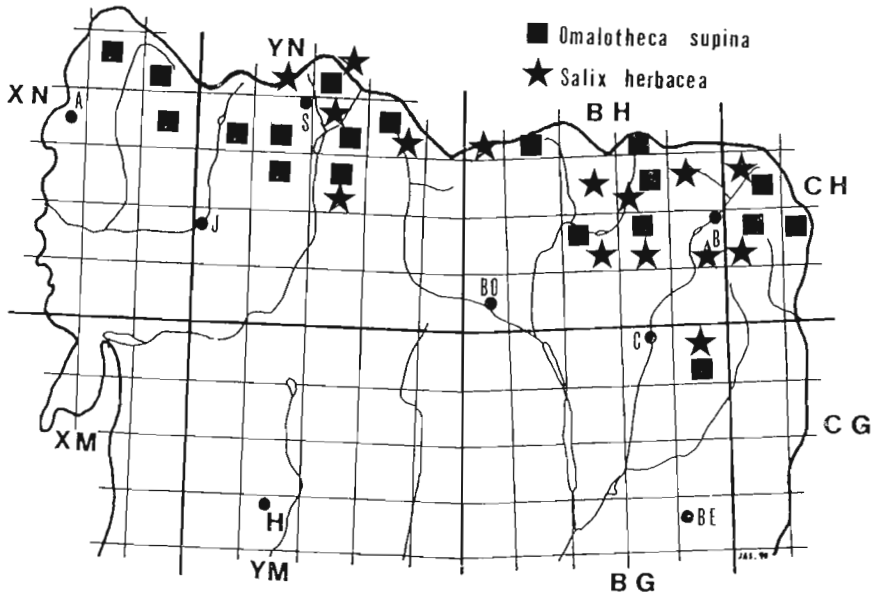 Omalotheca supina
Salix herbacea
YN
BH
XN
A
S
CH
J
B
BO
C
XM
CG
H
BE
YM
BG